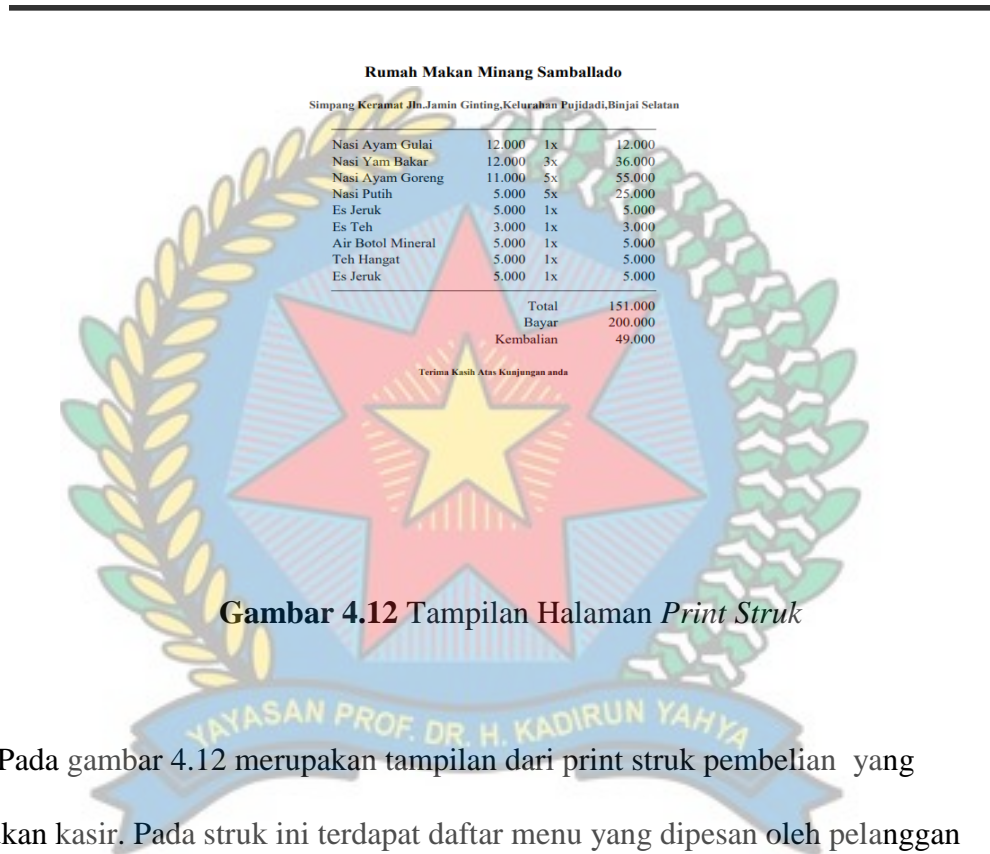 Rumah Makan Minang Samballado
Simpang Keramat Jln.Jamin Ginting,Kelurahan Pujidadi,Binjai Selatan
Nasi Ayam Gulai 12.000 1x 12.000
Nasi Yam Bakar 12.000 3x 36.000
Nasi Ayam Goreng 11.000 5x 55.000
Nasi Putih 5.000 5x 25.000
Es Jeruk 5.000 1x 5.000
Es Teh 3.000 1x 3.000
Air Botol Mineral 5.000 1x 5.000
Teh Hangat 5.000 1x 5.000
Es Jeruk 5.000 1x 5.000
Total 151.000
Bayar 200.000
Kembalian 49.000
Terima Kasih Atas Kunjungan anda
Gambar 4.12 Tampilan Halaman Print Struk
YAYASAN PROF. DR. H. KADIRUN YAHYA
Pada gambar 4.12 merupakan tampilan dari print struk pembelian yang
kan kasir. Pada struk ini terdapat daftar menu yang dipesan oleh pelanggan